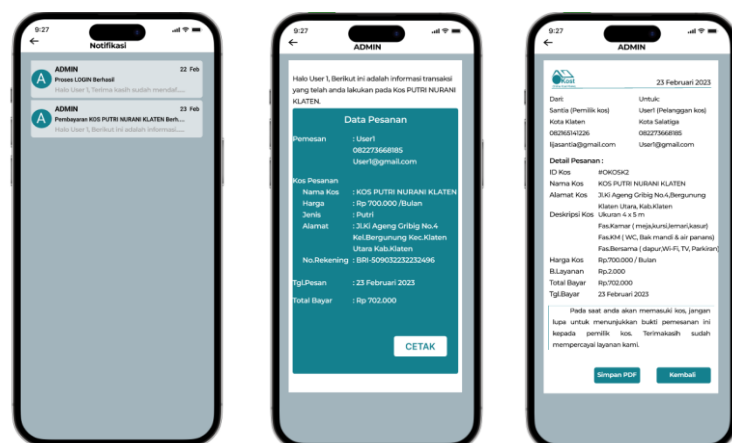 9:27
Notifikasi
A
ADMIN
22 Feb
Proses LOGIN Berhasil
Halo User 1, Terima kasih sudah mendaf.....
A
ADMIN
23 Feb
Pembayaran KOS PUTRI NURANI KLATEN Berh....
Halo User 1, Berikut ini adalah informasi.....
9:27
ADMIN
Halo User 1, Berikut ini adalah informasi transaksi
yang telah anda lakukan pada Kos PUTRI NURANI
KLATEN.
Data Pesanan
Pemesan : User1
082273668185
User1@gmail.com
Kos Pesanan
Nama Kos : KOS PUTRI NURANI KLATEN
Harga : Rp 700.000 /Bulan
Jenis : Putri
Alamat : Jl.Ki Ageng Gribig No.4
Kel.Bergunung Kec.Klaten
Utara Kab.Klaten
No.Rekening : BRI-509032232232496
Tgl.Pesan : 23 Februari 2023
Total Bayar : Rp 702.000
CETAK
9:27
ADMIN
Kost
23 Februari 2023
Dari: Untuk:
Santia (Pemilik kos) User1 (Pelanggan kos)
Kota Klaten Kota Salatiga
082165141226 082273668185
lijasantia@gmail.com User1@gmail.com
Detail Pesanan :
ID Kos #OKOSK2
Nama Kos KOS PUTRI NURANI KLATEN
Alamat Kos Jl.Ki Ageng Gribig No.4,Bergunung
Klaten Utara, Kab.Klaten
Deskripsi Kos Ukuran 4 x 5 m
Fas.Kamar ( meja,kursi,lemari,kasur)
Fas.KM ( WC, Bak mandi & air panans)
Fas.Bersama ( dapur,Wi-Fi, TV, Parkiran)
Harga Kos Rp.700.000 / Bulan
B.Layanan Rp.2.000
Total Bayar Rp.702.000
Tgl.Bayar 23 Februari 2023
Pada saat anda akan memasuki kos, jangan
lupa untuk menunjukkan bukti pemesanan ini
kepada pemilik kos. Terimakasih sudah
mempercayai layanan kami.
Simpan PDF
Kembali